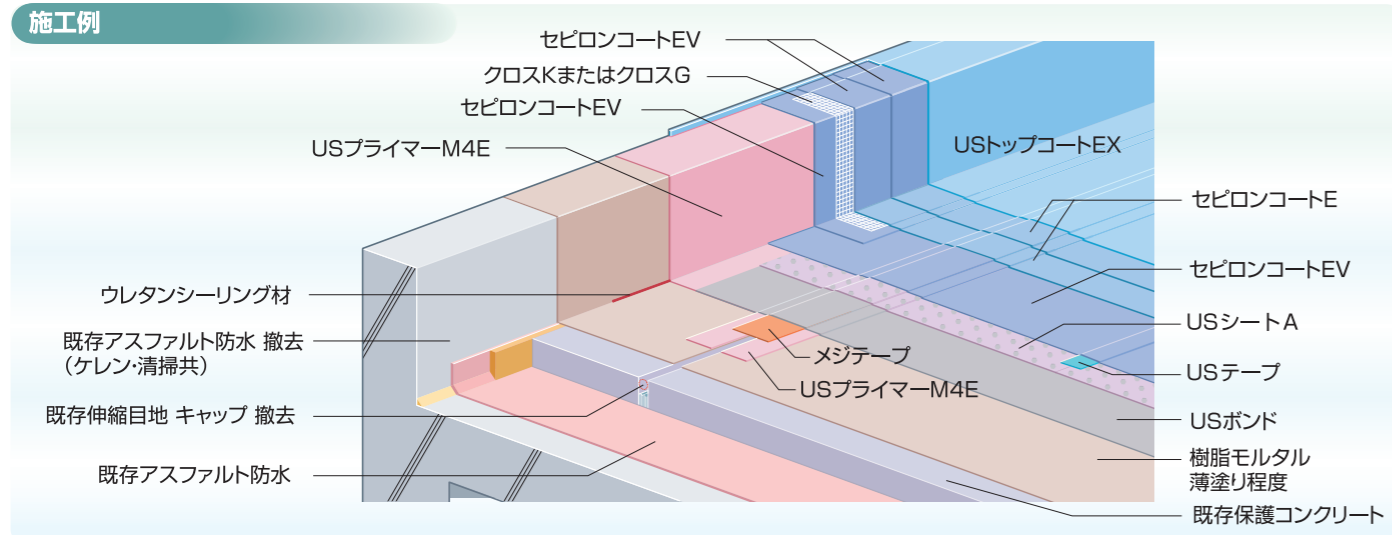 施工例
セピロンコートEV
クロスKまたはクロスG
セピロンコートEV
USプライマーM4E
USトップコートEX
セピロンコートE
セピロンコートEV
USシートA
USテープ
USボンド
樹脂モルタル
薄塗り程度
既存保護コンクリート
メジテープ
USプライマーM4E
ウレタンシーリング材
既存アスファルト防水 撤去
（ケレン・清掃共）
既存伸縮目地 キャップ 撤去
既存アスファルト防水